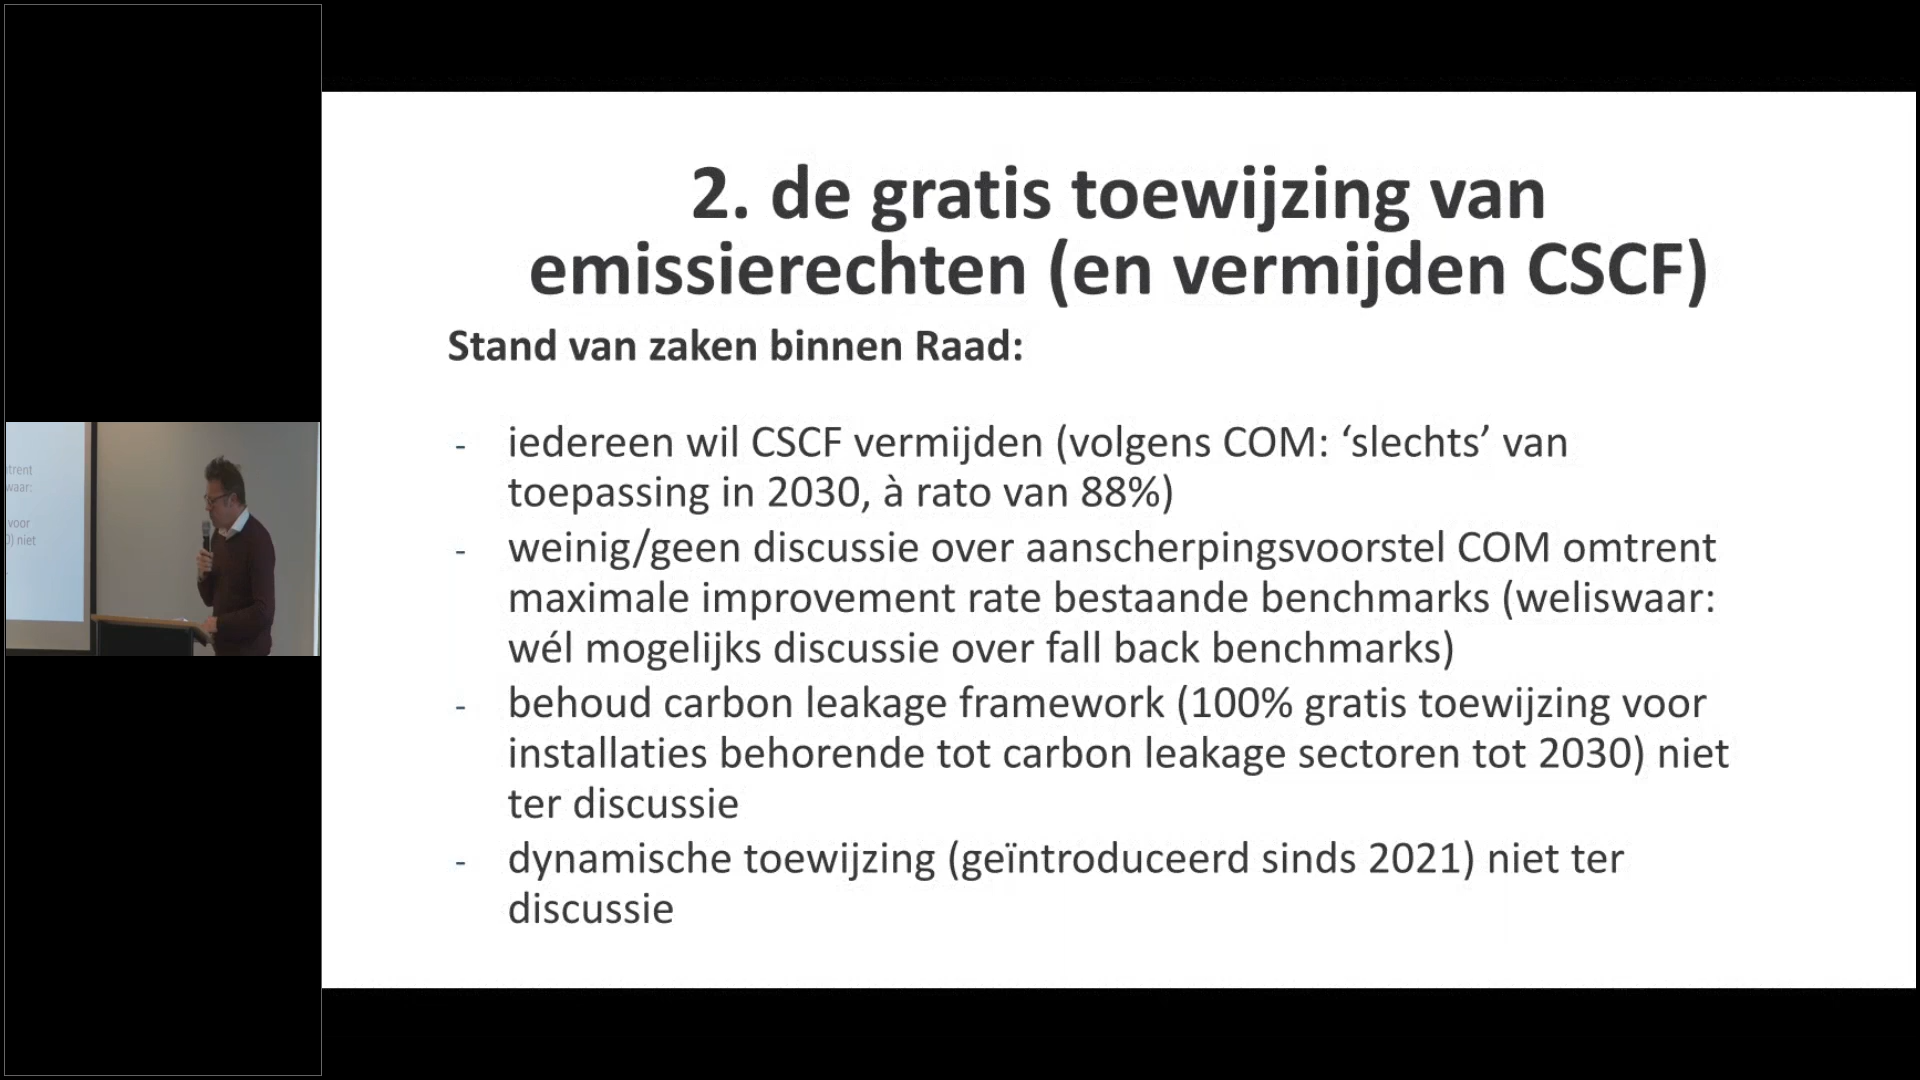 2. de gratis toewijzing van
emissierechten (en vermijden CSCF)
Stand van zaken binnen Raad:
- iedereen wil CSCF vermijden (volgens COM: ‘slechts’ van
toepassing in 2030, à rato van 88%)
- weinig/geen discussie over aanscherpingsvoorstel COM omtrent
maximale improvement rate bestaande benchmarks (weliswaar:
wél mogelijks discussie over fall back benchmarks)
- behoud carbon leakage framework (100% gratis toewijzing voor
installaties behorende tot carbon leakage sectoren tot 2030) niet
ter discussie
- dynamische toewijzing (geïntroduceerd sinds 2021) niet ter
discussie
voor
niet